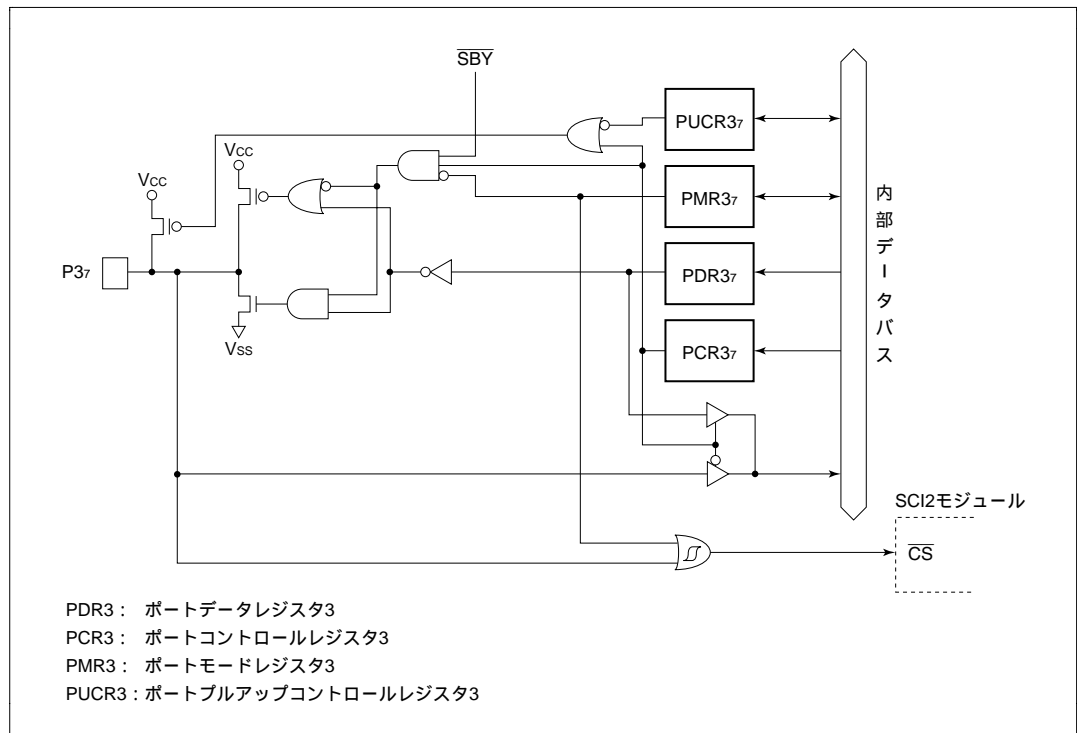 SBY
PUCR37
VCC
VCC
PMR37
内部データバス
P37
PDR37
VSS
PCR37
SCI2モジュール
CS
PDR3： ポートデータレジスタ3
PCR3： ポートコントロールレジスタ3
PMR3： ポートモードレジスタ3
PUCR3：ポートプルアップコントロールレジスタ3